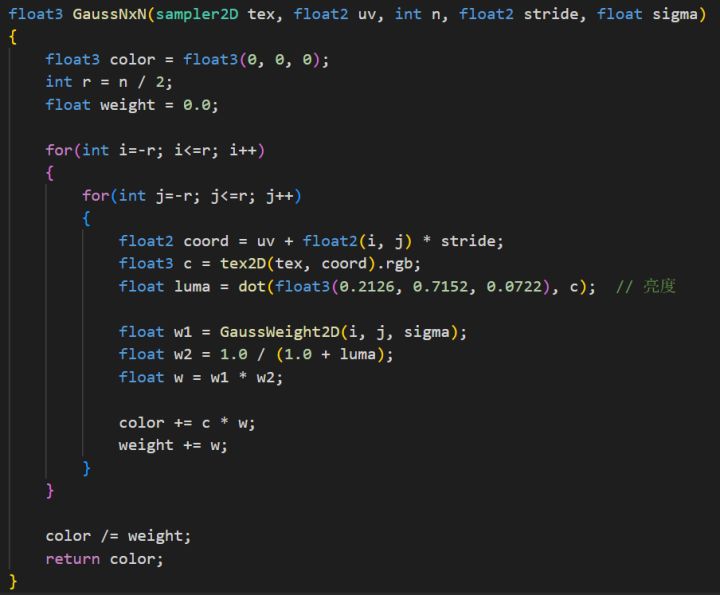 float3 GaussNxN(sampler2D tex, float2 uv, int n, float2 stride, float sigma)
{
    float3 color = float3(0, 0, 0);
    int r = n / 2;
    float weight = 0.0;

    for(int i=-r; i<=r; i++)
    {
        for(int j=-r; j<=r; j++)
        {
            float2 coord = uv + float2(i, j) * stride;
            float3 c = tex2D(tex, coord).rgb;
            float luma = dot(float3(0.2126, 0.7152, 0.0722), c);  // 亮度

            float w1 = GaussWeight2D(i, j, sigma);
            float w2 = 1.0 / (1.0 + luma);
            float w = w1 * w2;

            color += c * w;
            weight += w;
        }
    }

    color /= weight;
    return color;
}